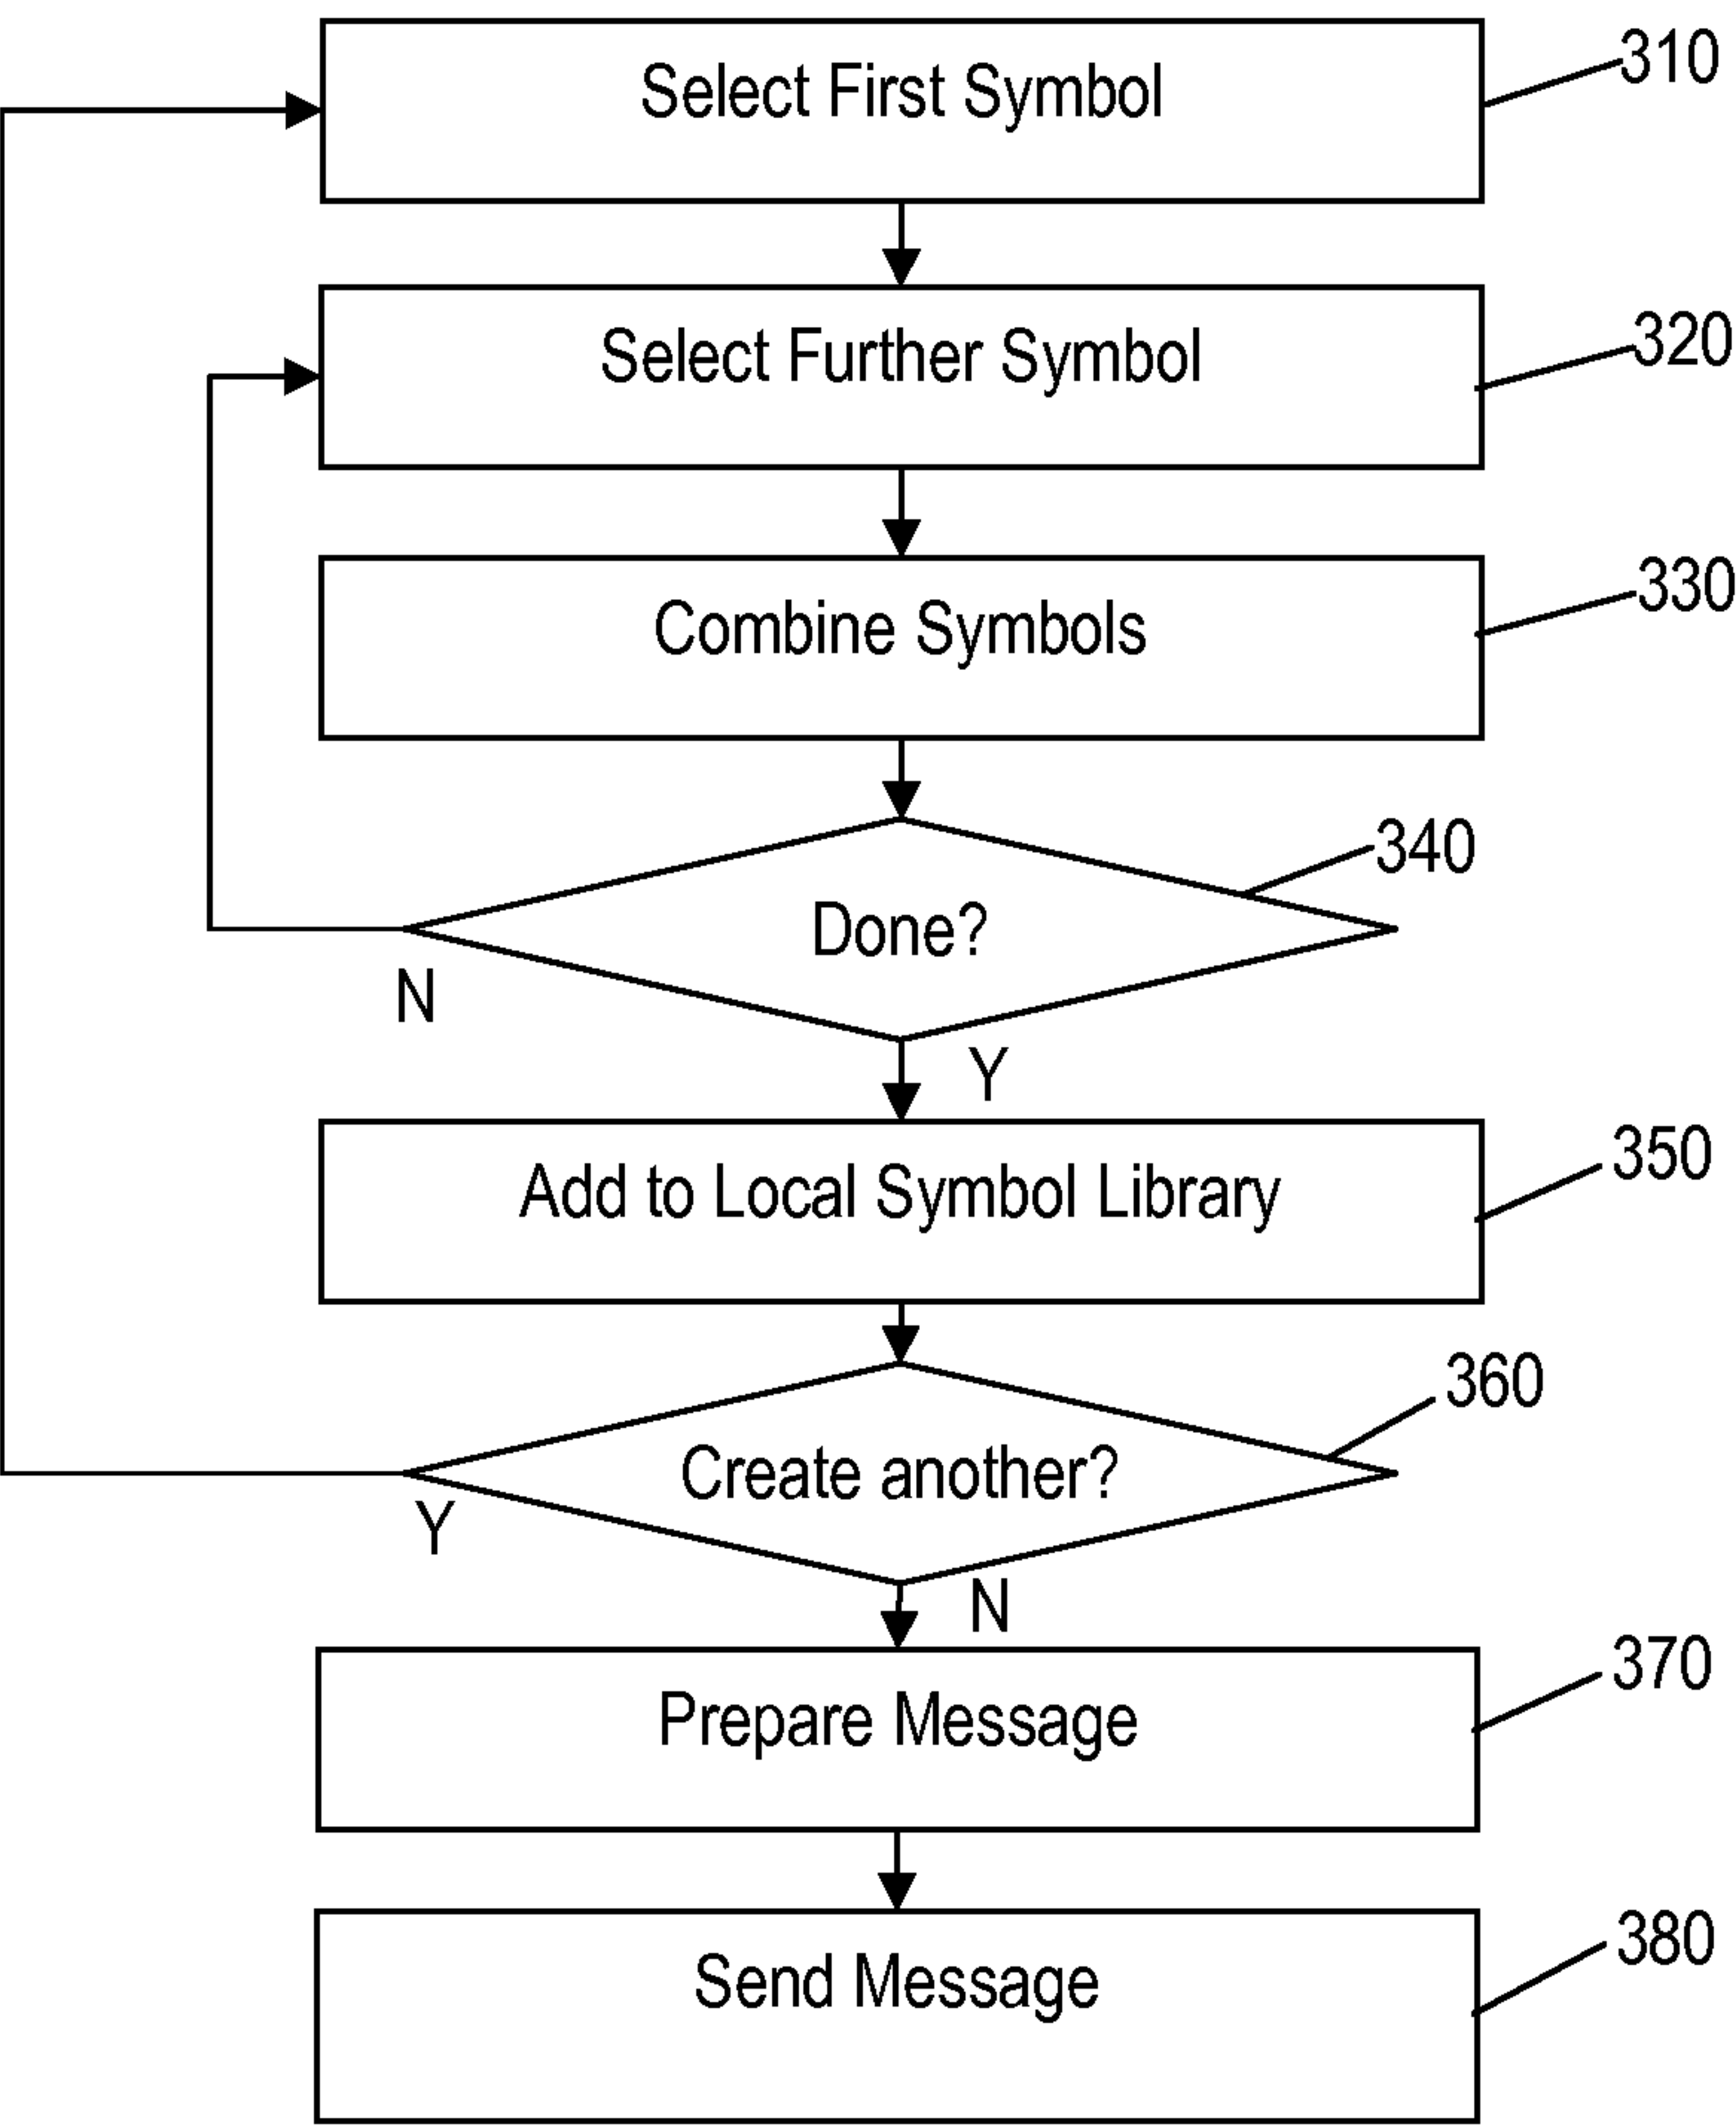 Select First Symbol
310
Select Further Symbol
320
Combine Symbols
330
340
Done?
N
Y
350
Add to Local Symbol Library
360
Create another?
Y
N
370
Prepare Message
380
Send Message